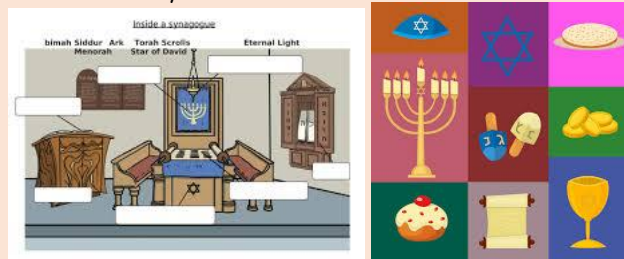 Inside a synagogue
bimah Siddur Ark Torah Scrolls Eternal Light
Menorah Star of David